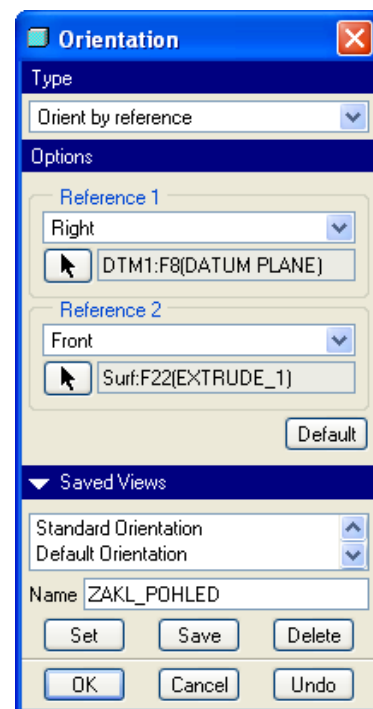 Orientation
Type
Orient by reference
Options
Reference 1
Right
DTM1:F8(DATUM PLANE)
Reference 2
Front
Surf:F22(EXTRUDE_1)
Default
Saved Views
Standard Orientation
Default Orientation
Name ZAKL_POHLED
Set Save Delete
OK Cancel Undo